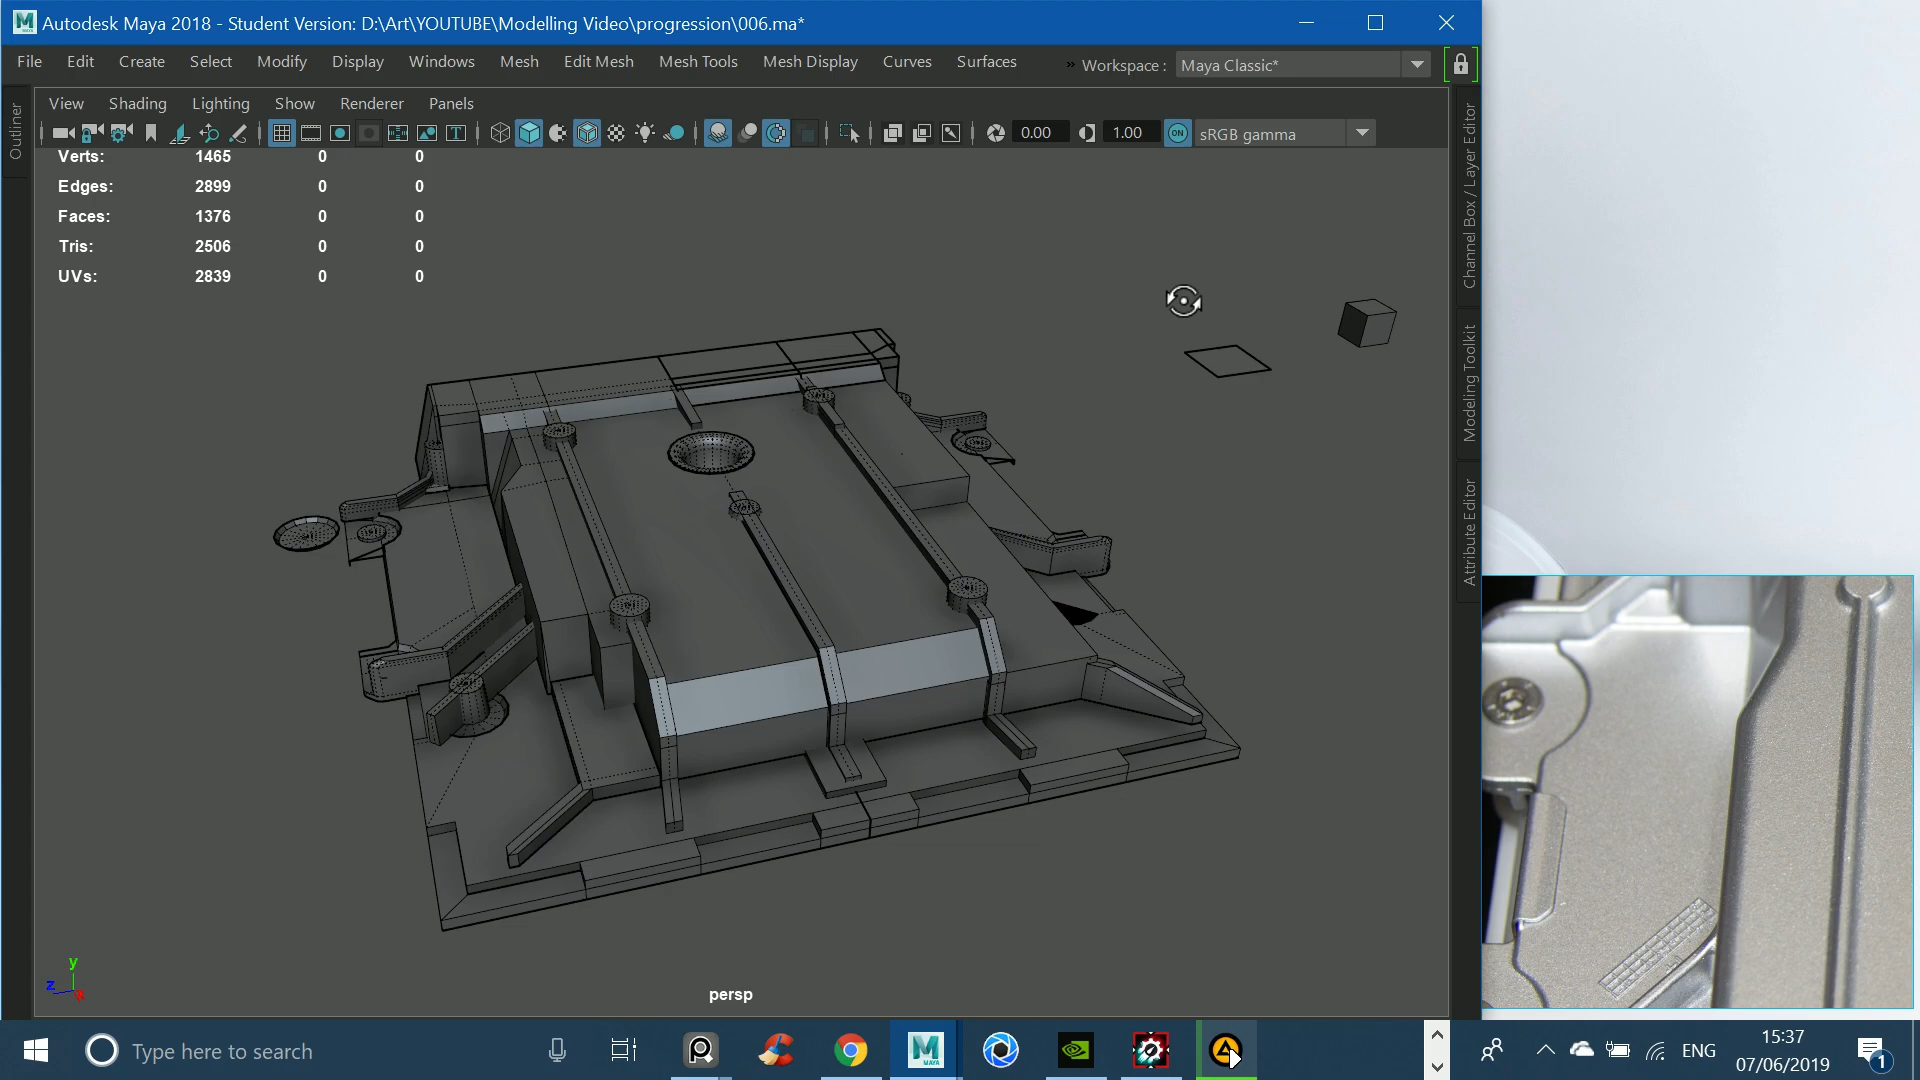 Autodesk Maya 2018 - Student Version: D:\Art\YOUTUBE\Modelling Video\progression\006.ma*
File Edit Create Select Modify Display Windows Mesh Edit Mesh Mesh Tools Mesh Display Curves Surfaces » Workspace : Maya Classic*
View Shading Lighting Show Renderer Panels
0.00 1.00 ON sRGB gamma
Outliner
Verts: 1465 0 0
Edges: 2899 0 0
Faces: 1376 0 0
Tris: 2506 0 0
UVs: 2839 0 0
Channel Box / Layer Editor
Modeling Toolkit
Attribute Editor
y
z
x
persp
Type here to search
MAYA
ENG
15:37
07/06/2019
1